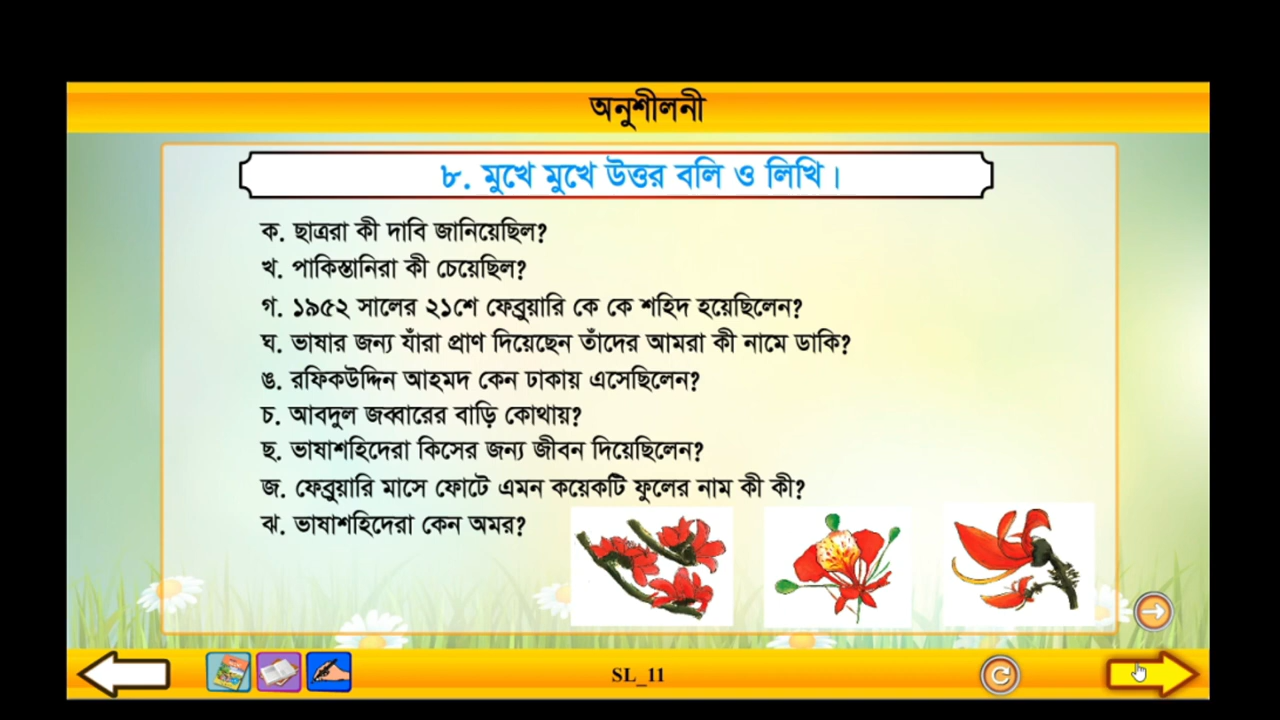 অনুশীলনী
৮. মুখে মুখে উত্তর বলি ও লিখি।
ক. ছাত্ররা কী দাবি জানিয়েছিল?
খ. পাকিস্তানিরা কী চেয়েছিল?
গ. ১৯৫২ সালের ২১শে ফেব্রুয়ারি কে কে শহিদ হয়েছিলেন?
ঘ. ভাষার জন্য যাঁরা প্রাণ দিয়েছেন তাঁদের আমরা কী নামে ডাকি?
ঙ. রফিকউদ্দিন আহমদ কেন ঢাকায় এসেছিলেন?
চ. আবদুল জব্বারের বাড়ি কোথায়?
ছ. ভাষাশহিদেরা কিসের জন্য জীবন দিয়েছিলেন?
জ. ফেব্রুয়ারি মাসে ফোটে এমন কয়েকটি ফুলের নাম কী কী?
ঝ. ভাষাশহিদেরা কেন অমর?
SL_11